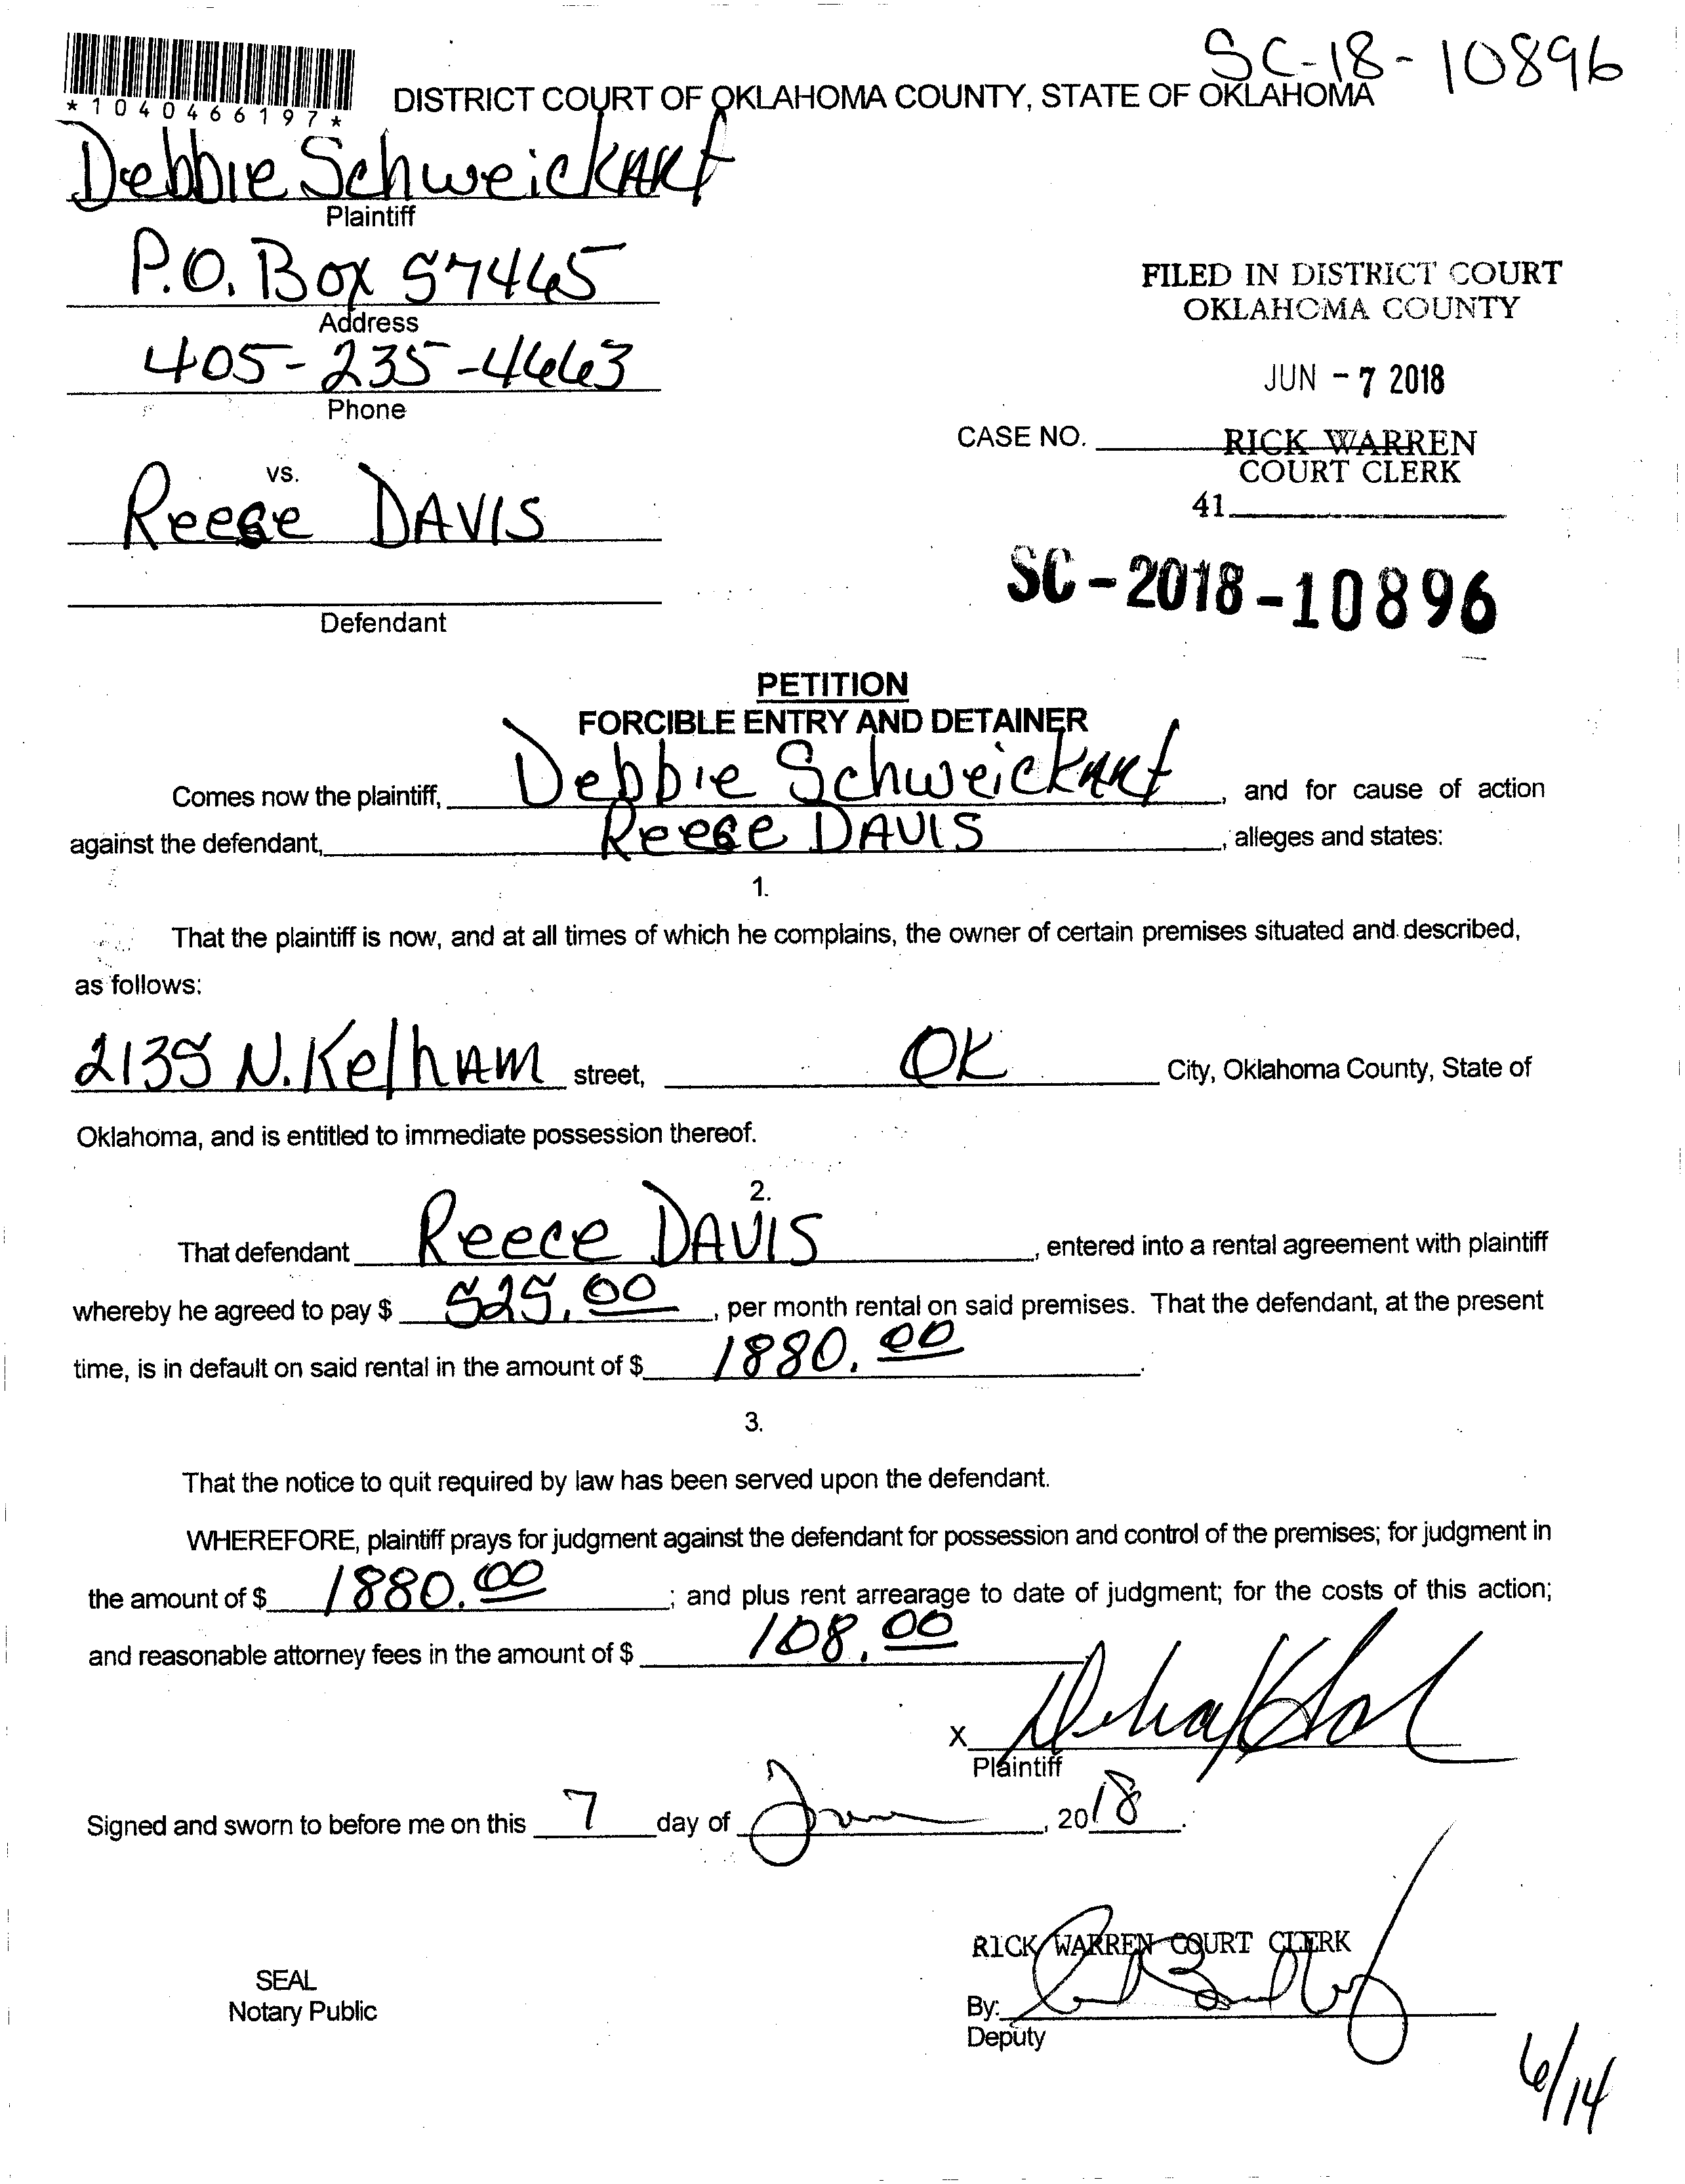 SC-18-10896
*1040466197*
DISTRICT COURT OF OKLAHOMA COUNTY, STATE OF OKLAHOMA
Debbie Schweickart
Plaintiff
P.O. Box 57445
Address
405-235-4663
Phone
FILED IN DISTRICT COURT
OKLAHOMA COUNTY
JUN - 7 2018
CASE NO.
RICK WARREN
COURT CLERK
41
vs.
Reece DAVIS
Defendant
SC-2018-10896
PETITION
FORCIBLE ENTRY AND DETAINER
Comes now the plaintiff, Debbie Schweickart, and for cause of action
against the defendant, Reece DAVIS, alleges and states:
1.
That the plaintiff is now, and at all times of which he complains, the owner of certain premises situated and described,
as follows:
2135 N. Kelham street, OK City, Oklahoma County, State of
Oklahoma, and is entitled to immediate possession thereof.
2.
That defendant Reece DAVIS, entered into a rental agreement with plaintiff
whereby he agreed to pay $ 525.00, per month rental on said premises. That the defendant, at the present
time, is in default on said rental in the amount of $ 1880.00.
3.
That the notice to quit required by law has been served upon the defendant.
WHEREFORE, plaintiff prays for judgment against the defendant for possession and control of the premises; for judgment in
the amount of $ 1880.00; and plus rent arrearage to date of judgment; for the costs of this action;
and reasonable attorney fees in the amount of $ 108.00
X
Plaintiff
Signed and sworn to before me on this 7 day of June, 2018.
RICK WARREN COURT CLERK
SEAL
Notary Public
By:
Deputy
6/14